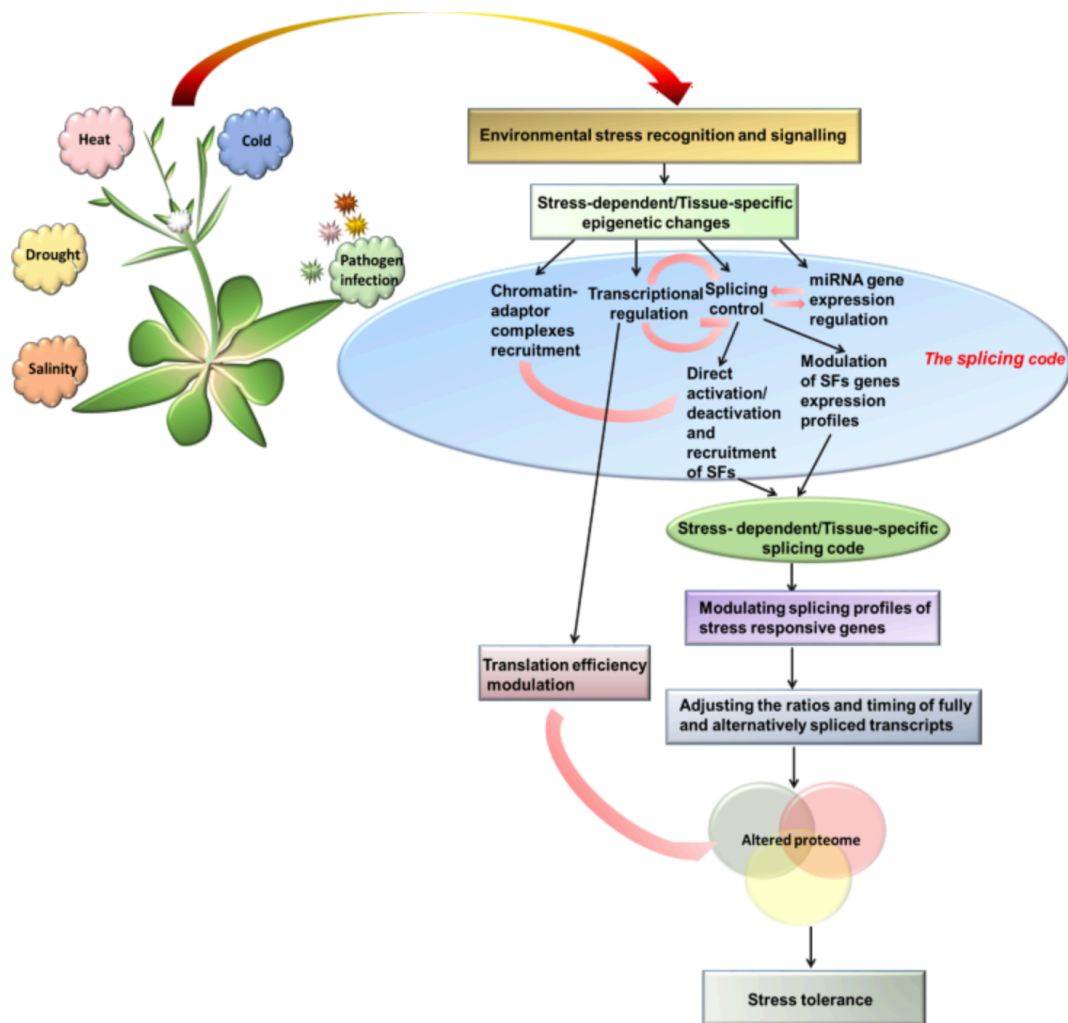 Heat
Cold
Drought
Pathogen
infection
Salinity
Environmental stress recognition and signalling
Stress-dependent/Tissue-specific
epigenetic changes
Chromatin-
adaptor
complexes
recruitment
Transcriptional
regulation
Splicing
control
miRNA gene
expression
regulation
The splicing code
Direct
activation/
deactivation
and
recruitment
of SFs
Modulation
of SFs genes
expression
profiles
Stress- dependent/Tissue-specific
splicing code
Modulating splicing profiles of
stress responsive genes
Translation efficiency
modulation
Adjusting the ratios and timing of fully
and alternatively spliced transcripts
Altered proteome
Stress tolerance